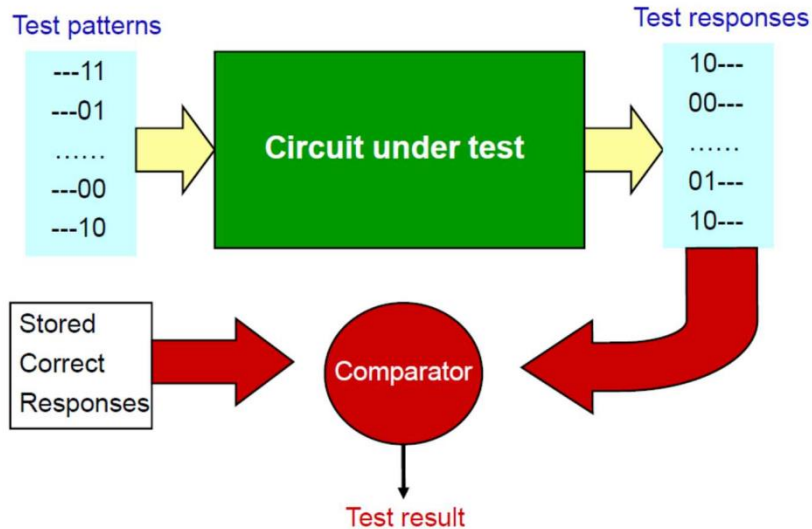 Test patterns
Test responses
---11
---01
......
---00
---10
Circuit under test
10---
00---
......
01---
10---
Stored
Correct
Responses
Comparator
Test result